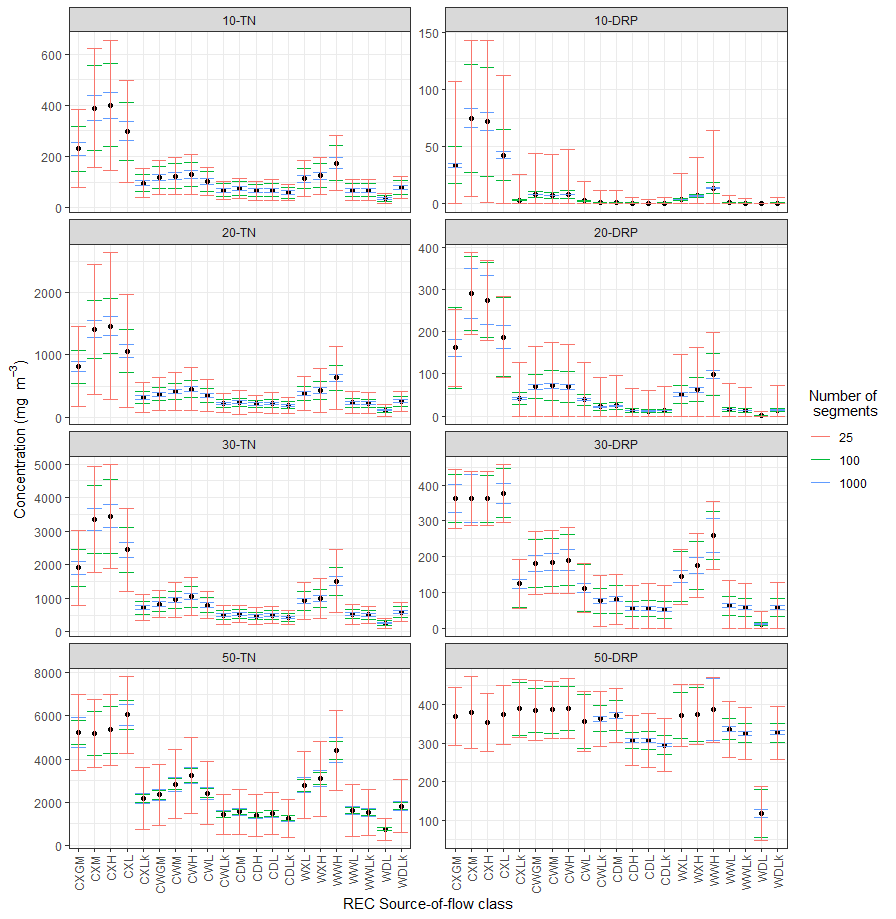 10-TN
10-DRP
600
400
200
0
150
100
50
0
20-TN
20-DRP
2000
1000
0
400
300
200
100
0
Concentration (mg m⁻³)
Number of
segments
25
100
1000
30-TN
30-DRP
5000
4000
3000
2000
1000
0
400
300
200
100
0
50-TN
50-DRP
8000
6000
4000
2000
0
400
300
200
100
CXGM
CXM
CXH
CXL
CXLk
CWGM
CWM
CWH
CWL
CWLk
CDM
CDH
CDL
CDLk
WXL
WXH
WWH
WWL
WWLk
WDL
WDLk
CXGM
CXM
CXH
CXL
CXLk
CWGM
CWM
CWH
CWL
CWLk
CDM
CDH
CDL
CDLk
WXL
WXH
WWH
WWL
WWLk
WDL
WDLk
REC Source-of-flow class